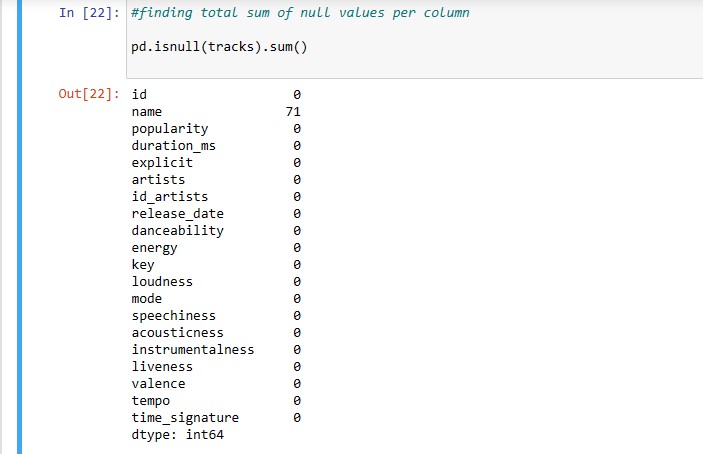 In [22]: #finding total sum of null values per column
pd.isnull(tracks).sum()
Out[22]: id 0
name 71
popularity 0
duration_ms 0
explicit 0
artists 0
id_artists 0
release_date 0
danceability 0
energy 0
key 0
loudness 0
mode 0
speechiness 0
acousticness 0
instrumentalness 0
liveness 0
valence 0
tempo 0
time_signature 0
dtype: int64